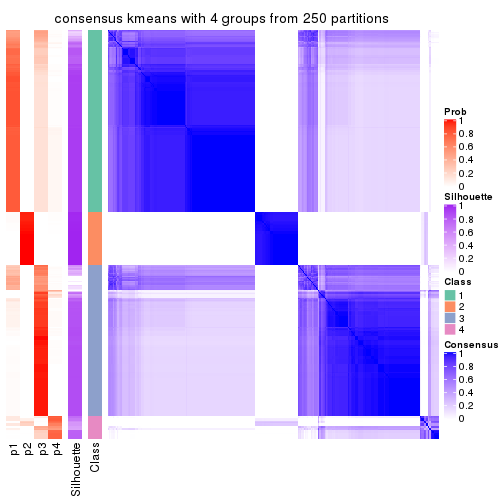 consensus kmeans with 4 groups from 250 partitions
Prob
1
0.8
0.6
0.4
0.2
0
Silhouette
1
0.8
0.6
0.4
0.2
0
Class
1
2
3
4
Consensus
1
0.8
0.6
0.4
0.2
0
p1
p2
p3
p4
Silhouette
Class